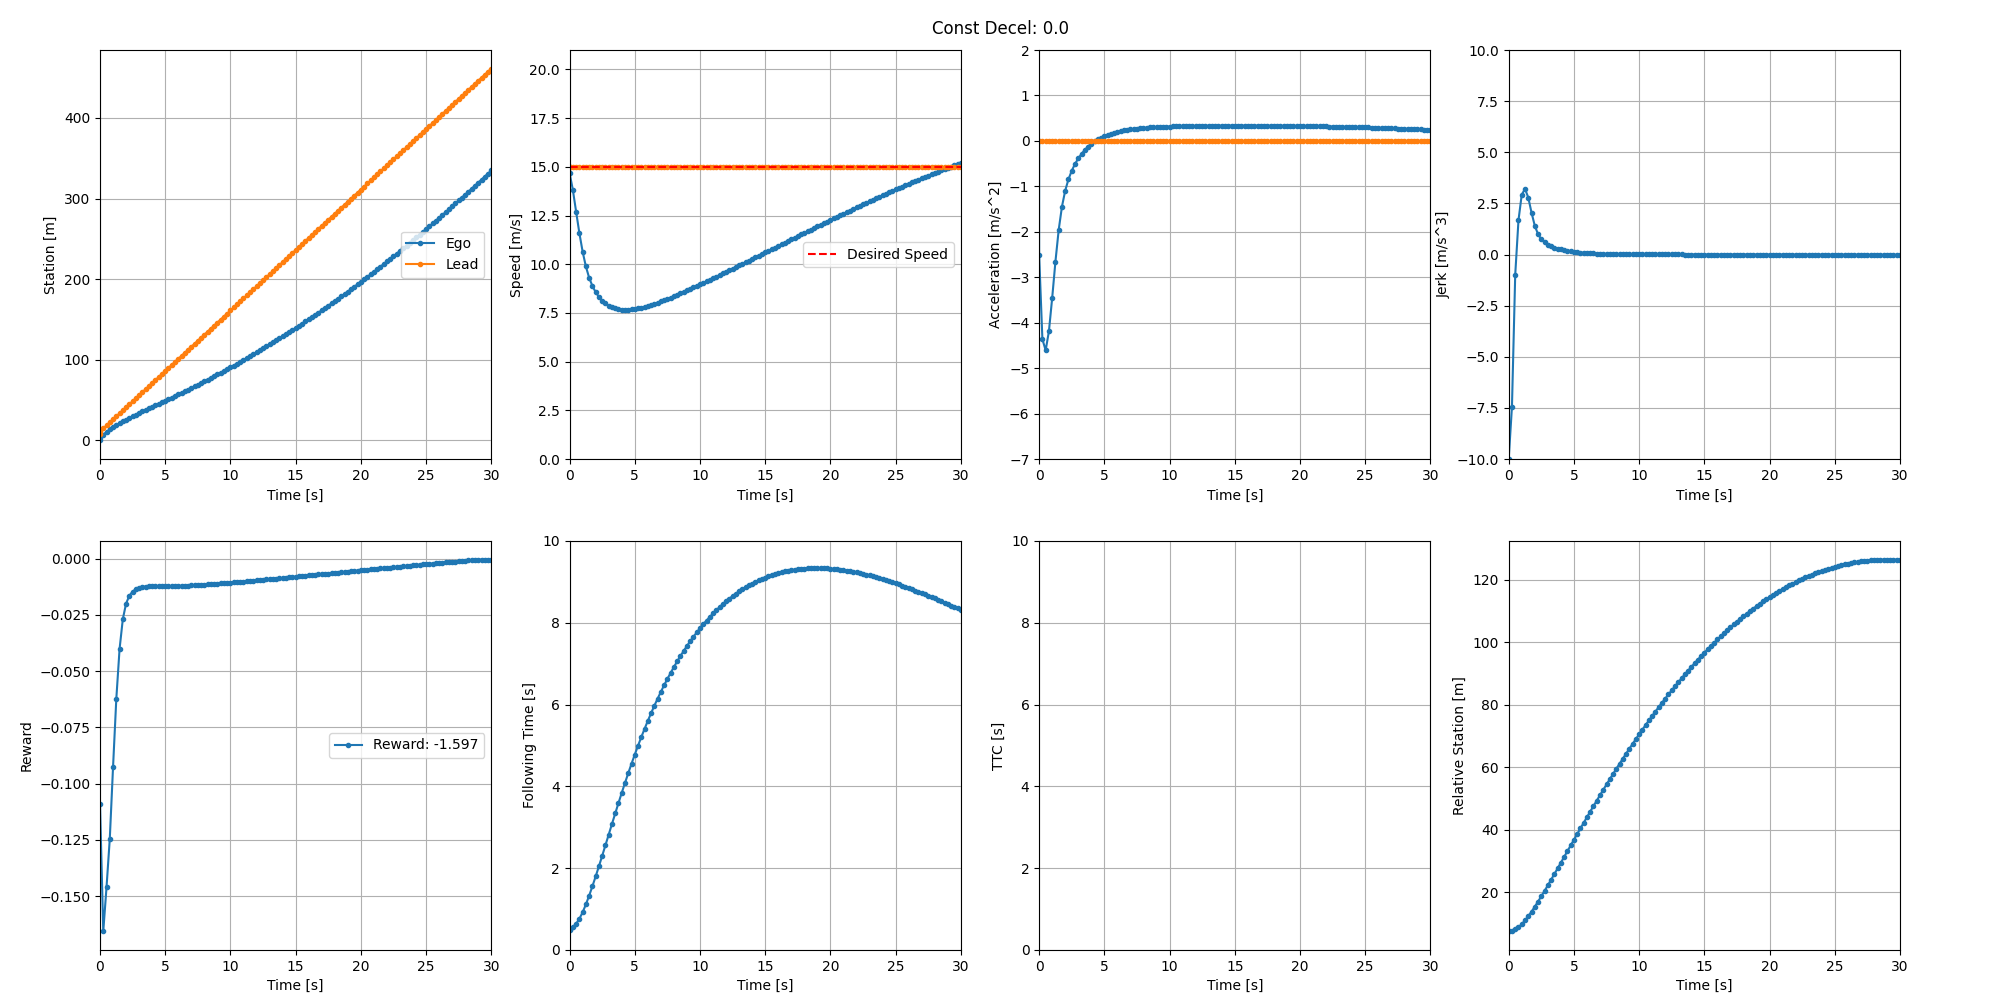 Const Decel: 0.0
Station [m]
400
300
200
100
0
Ego
Lead
0 5 10 15 20 25 30
Time [s]
Speed [m/s]
20.0
17.5
15.0
12.5
10.0
7.5
5.0
2.5
0.0
Desired Speed
0 5 10 15 20 25 30
Time [s]
Acceleration [m/s^2]
2
1
0
−1
−2
−3
−4
−5
−6
−7
0 5 10 15 20 25 30
Time [s]
Jerk [m/s^3]
10.0
7.5
5.0
2.5
0.0
−2.5
−5.0
−7.5
−10.0
0 5 10 15 20 25 30
Time [s]
Reward
0.000
−0.025
−0.050
−0.075
−0.100
−0.125
−0.150
Reward: -1.597
0 5 10 15 20 25 30
Time [s]
Following Time [s]
10
8
6
4
2
0
0 5 10 15 20 25 30
Time [s]
TTC [s]
10
8
6
4
2
0
0 5 10 15 20 25 30
Time [s]
Relative Station [m]
120
100
80
60
40
20
0 5 10 15 20 25 30
Time [s]